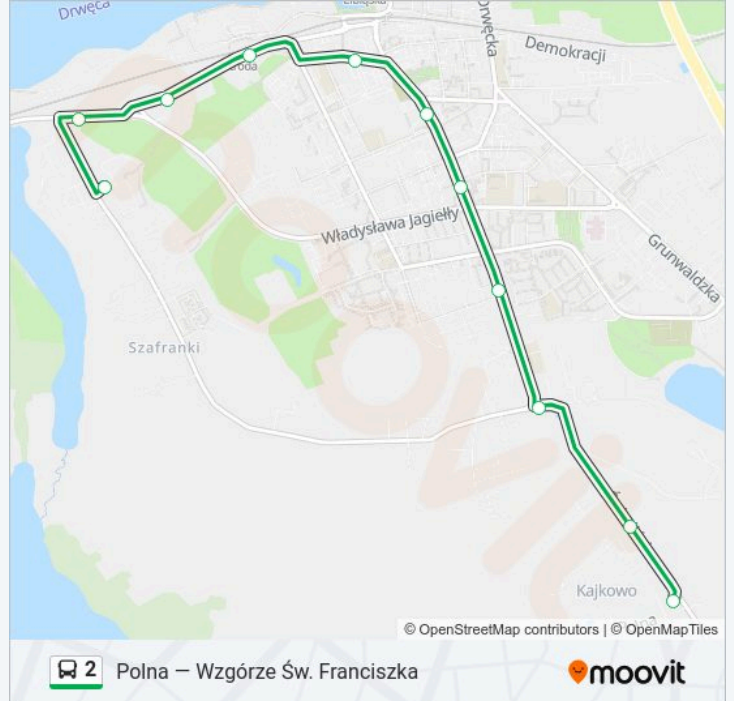 Drwęca
Drwęcka
Demokracji
Władysława Jagiełły
Grunwaldzka
Szafranki
Kajkowo
© OpenStreetMap contributors | © OpenMapTiles
2 Polna — Wzgórze Św. Franciszka
moovit